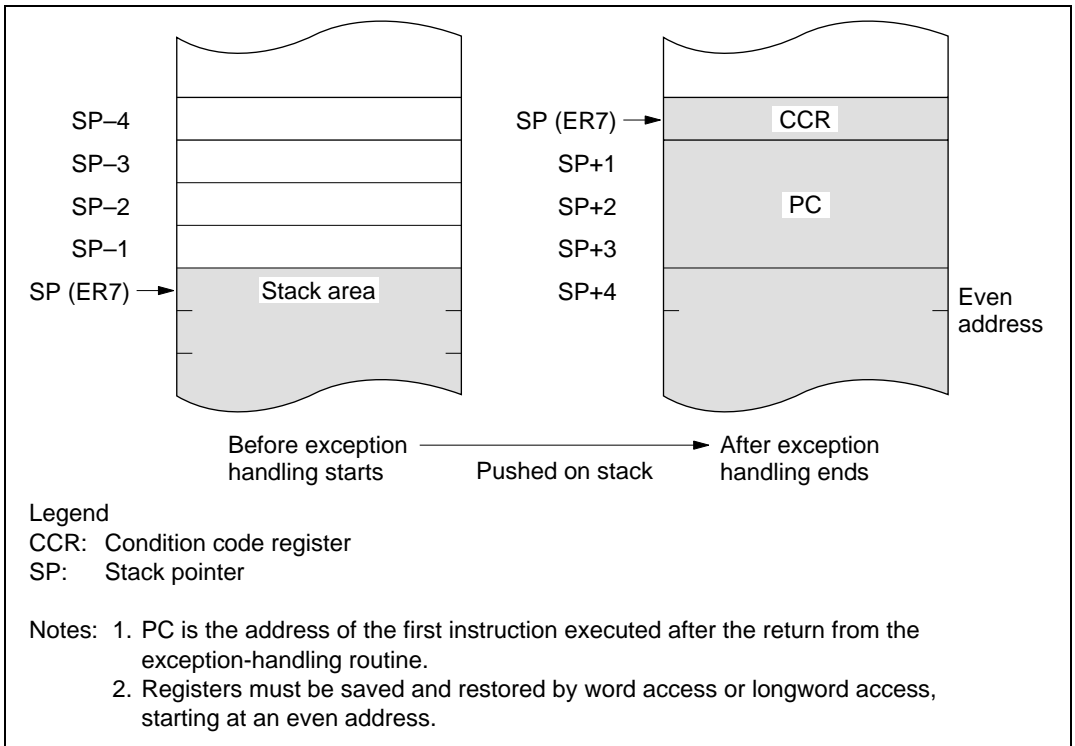 SP–4
SP–3
SP–2
SP–1
SP (ER7)
Stack area
SP (ER7)
CCR
SP+1
SP+2
PC
SP+3
SP+4
Even
address
Before exception
handling starts
Pushed on stack
After exception
handling ends
Legend
CCR: Condition code register
SP: Stack pointer
Notes: 1. PC is the address of the first instruction executed after the return from the
exception-handling routine.
2. Registers must be saved and restored by word access or longword access,
starting at an even address.